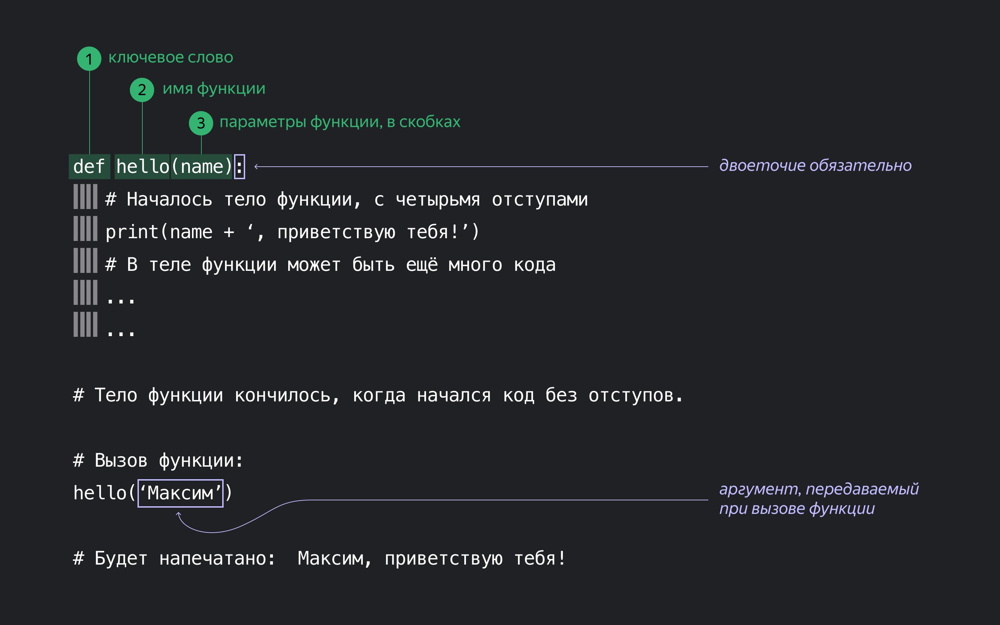 1 ключевое слово
2 имя функции
3 параметры функции, в скобках
def hello(name): двоеточие обязательно
# Началось тело функции, с четырьмя отступами
print(name + ‘, приветствую тебя!’)
# В теле функции может быть ещё много кода
...
...
# Тело функции кончилось, когда начался код без отступов.
# Вызов функции:
hello(‘Максим’)
аргумент, передаваемый
при вызове функции
# Будет напечатано:  Максим, приветствую тебя!